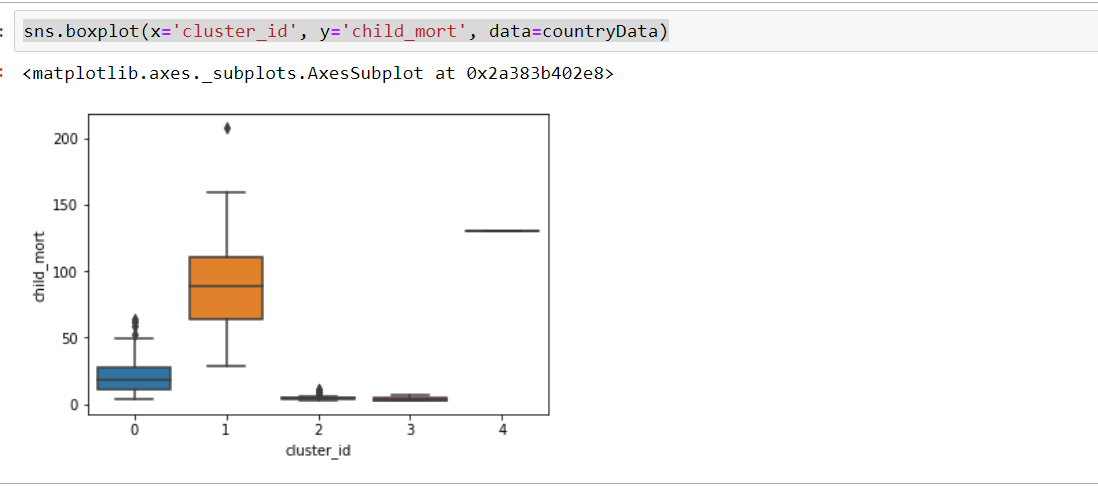 : sns.boxplot(x='cluster_id', y='child_mort', data=countryData)
: <matplotlib.axes._subplots.AxesSubplot at 0x2a383b402e8>
200
150
100
50
0
child_mort
0 1 2 3 4
cluster_id